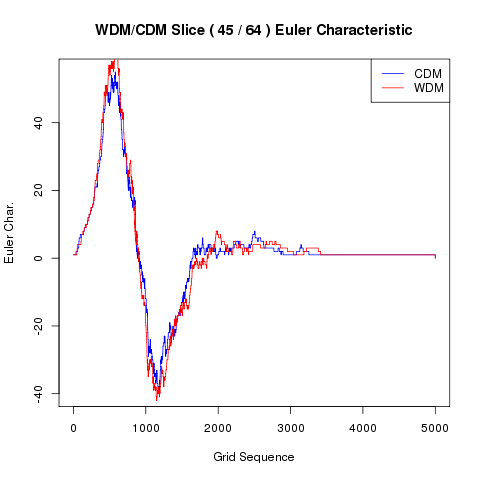 WDM/CDM Slice ( 45 / 64 ) Euler Characteristic
CDM
WDM
Euler Char.
40
20
0
-20
-40
0 1000 2000 3000 4000 5000
Grid Sequence